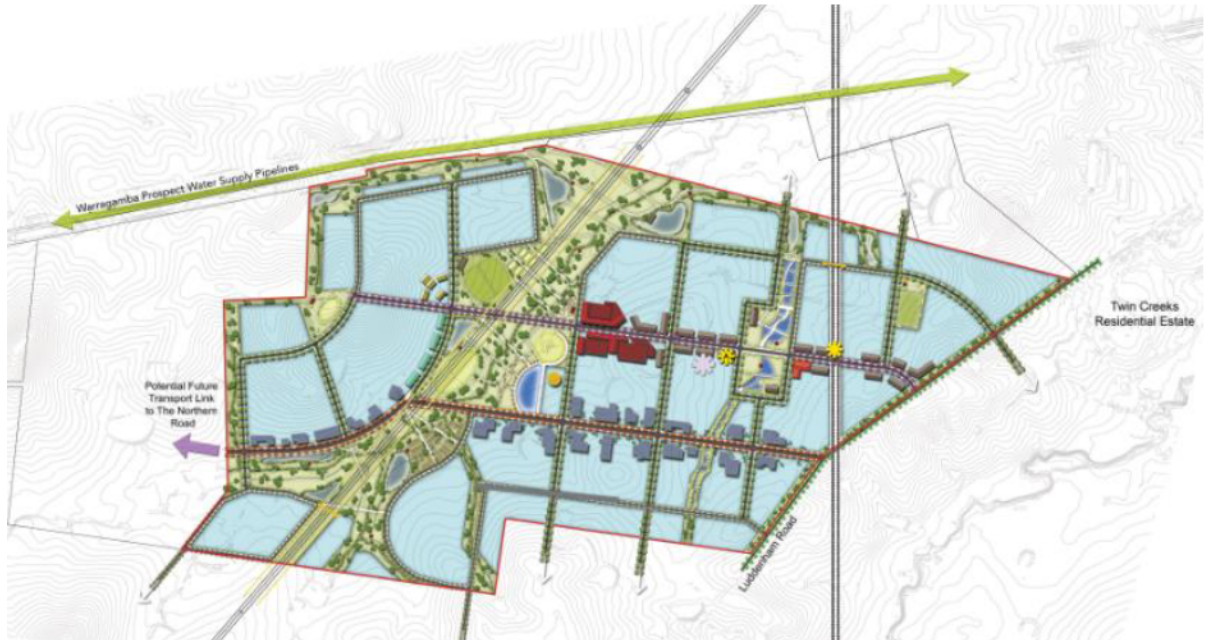 Warragamba Prospect Water Supply Pipelines
Twin Creeks
Residential Estate
Potential Future
Transport Link
to The Northern
Road
Luddenham Road